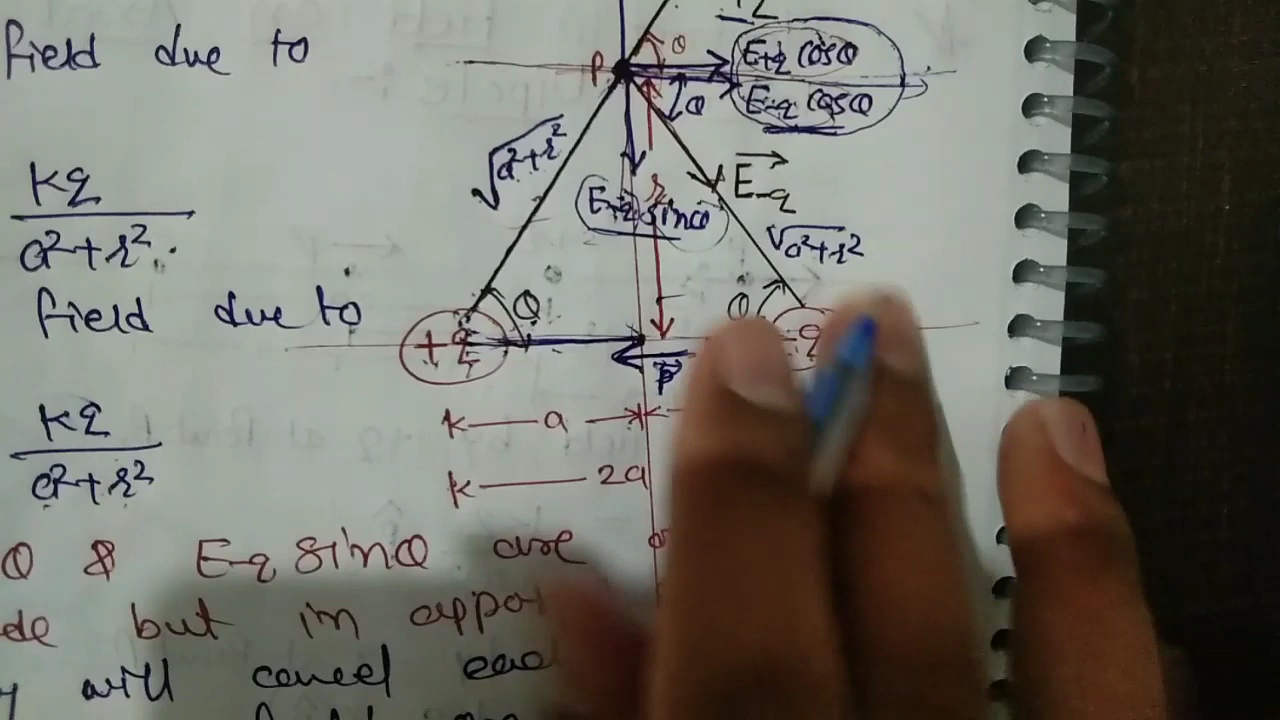 field due to
kq
a²+r².
field due to
kq
a²+r²
θ & E-q sinθ are
de but in oppo
y will cancel eac
P
θ
E+q cosθ
E-q cosθ
θ
√a²+r²
E-q
r
√a²+r²
θ
θ
+q
-q
P
a
2a